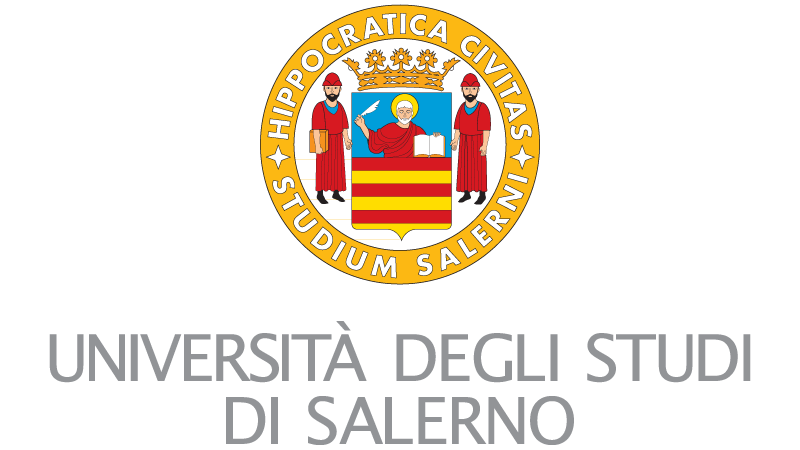 HIPPOCRATICA CIVITAS
STUDIUM SALERNI
UNIVERSITÀ DEGLI STUDI
DI SALERNO